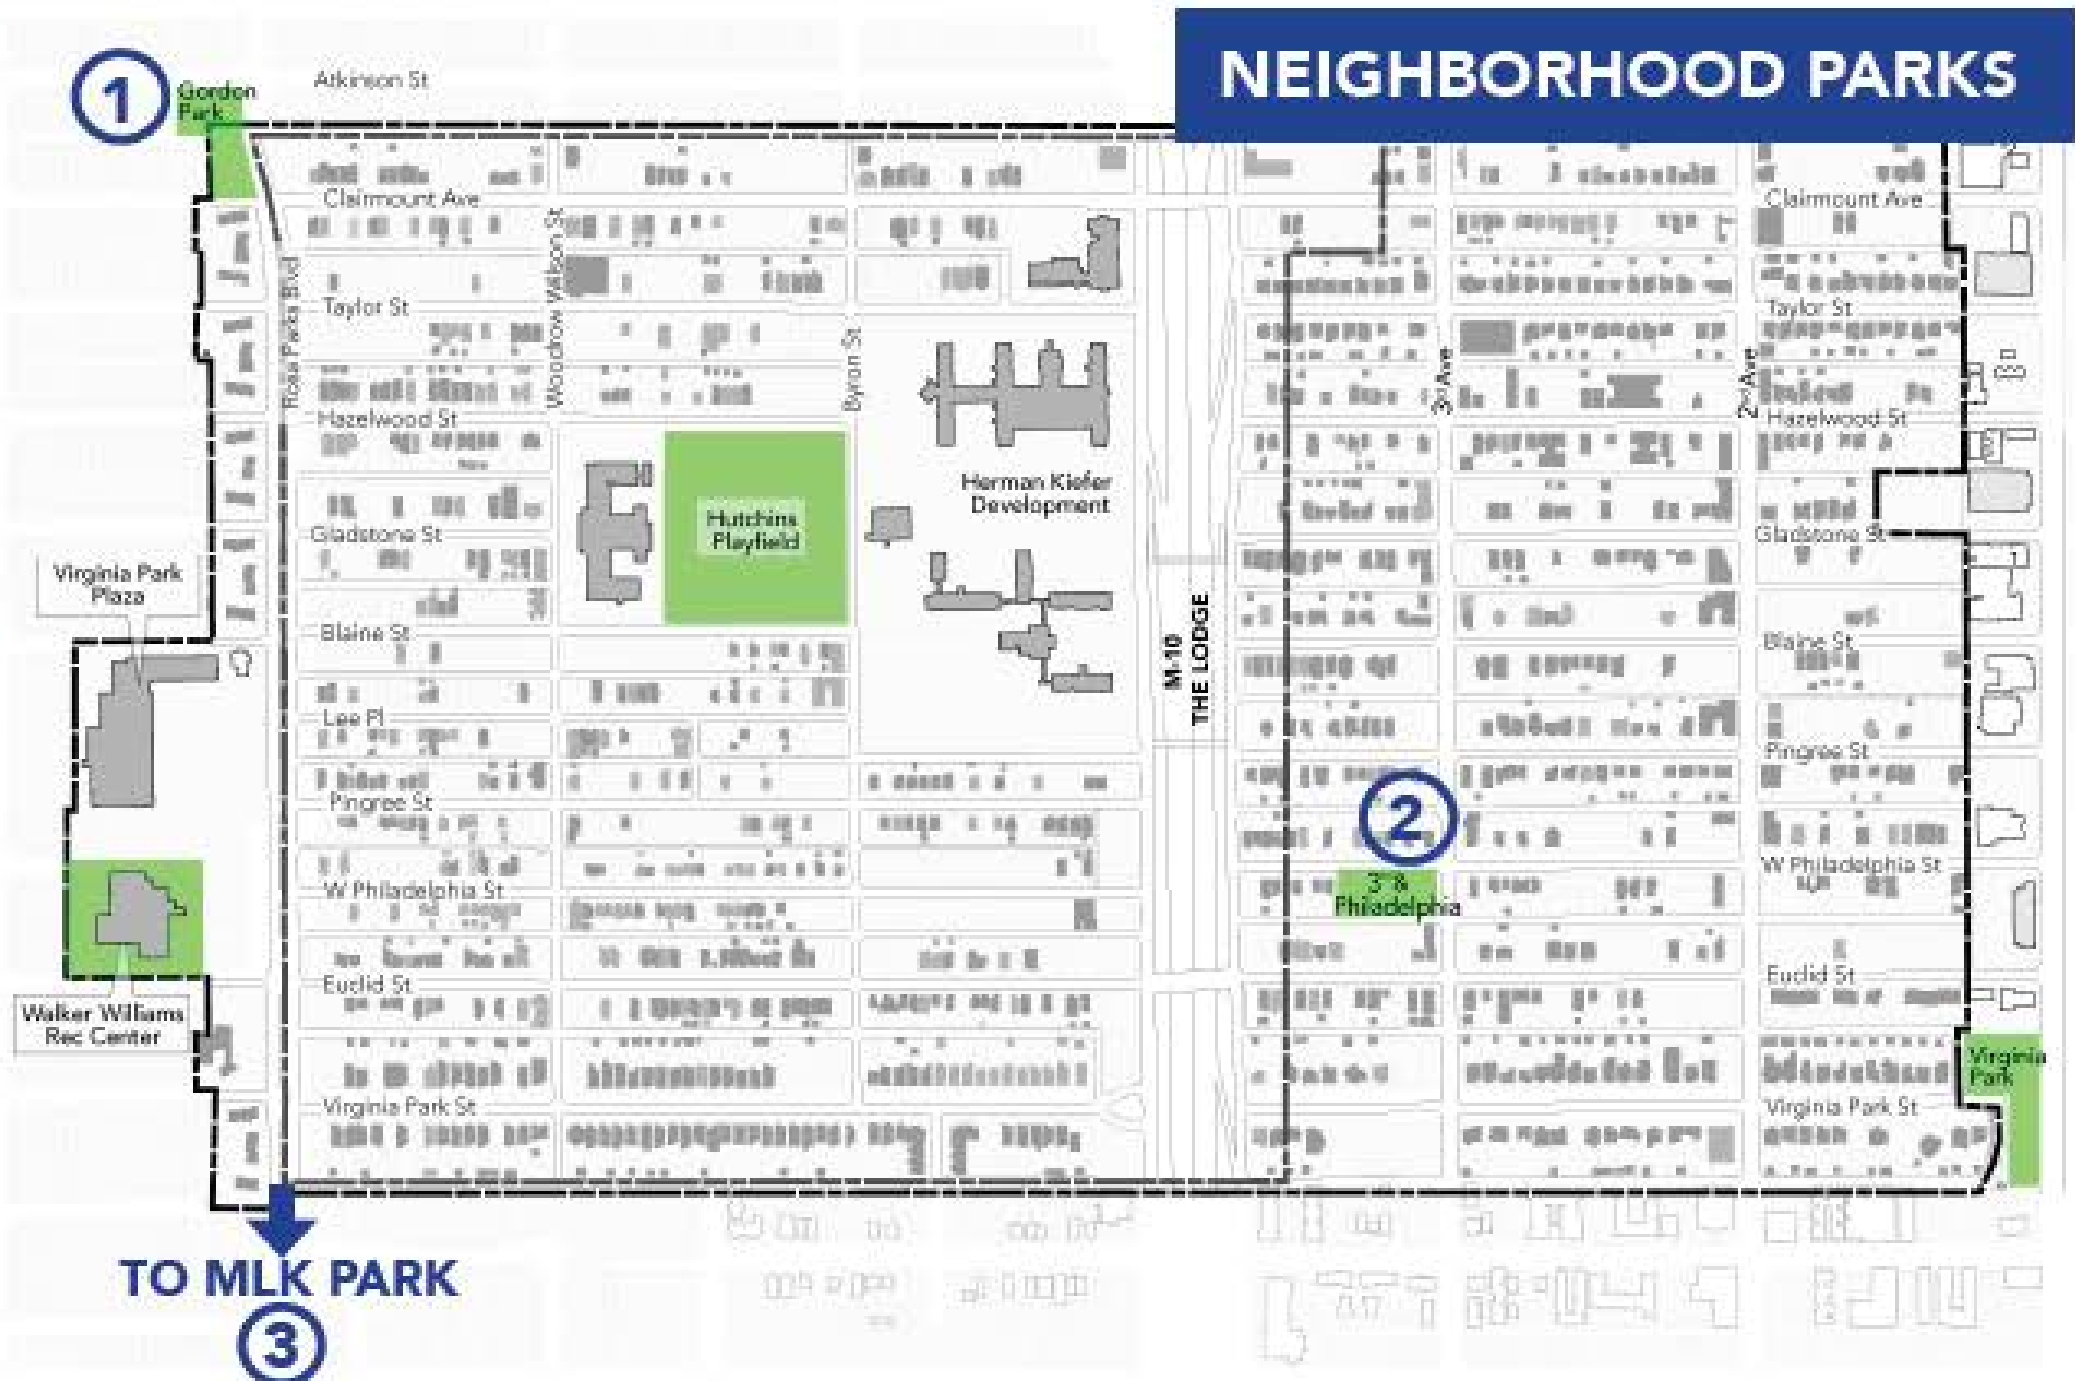 NEIGHBORHOOD PARKS
1
Gordon
Park
Atkinson St
Clairmount Ave
Clairmount Ave
Rosa Parks Blvd
Woodrow Wilson St
Byron St
3rd Ave
2nd Ave
Taylor St
Taylor St
Hazelwood St
Hazelwood St
Hutchins
Playfield
Herman Kiefer
Development
Gladstone St
Gladstone St
Virginia Park
Plaza
M-10
THE LODGE
Blaine St
Blaine St
Lee Pl
Pingree St
Pingree St
2
W Philadelphia St
W Philadelphia St
3 &
Philadelphia
Euclid St
Euclid St
Walker Williams
Rec Center
Virginia
Park
Virginia Park St
Virginia Park St
TO MLK PARK
3